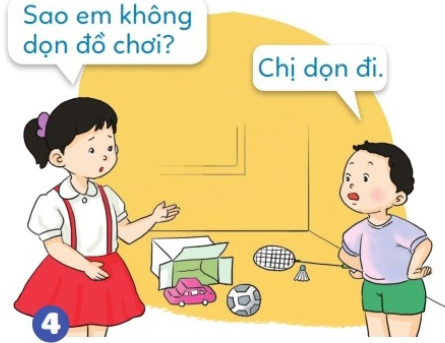 Sao em không
dọn đồ chơi?
Chị dọn đi.
4